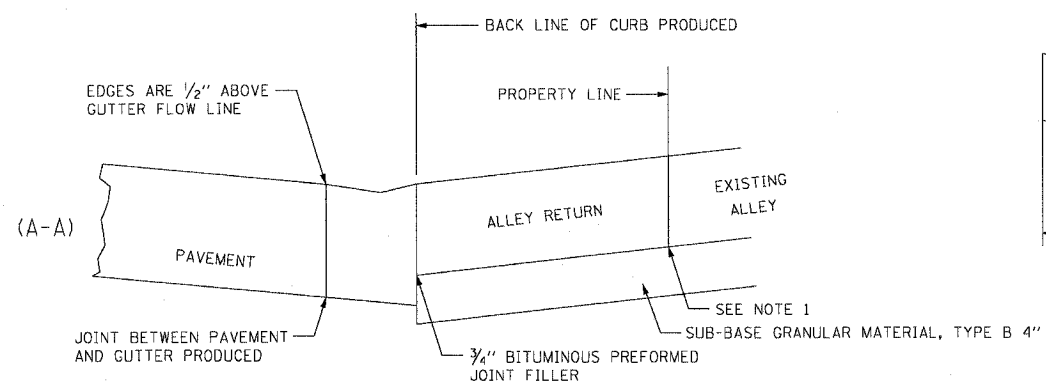 BACK LINE OF CURB PRODUCED
EDGES ARE 1/2" ABOVE
GUTTER FLOW LINE
PROPERTY LINE
(A-A)
PAVEMENT
ALLEY RETURN
EXISTING
ALLEY
SEE NOTE 1
SUB-BASE GRANULAR MATERIAL, TYPE B 4"
JOINT BETWEEN PAVEMENT
AND GUTTER PRODUCED
3/4" BITUMINOUS PREFORMED
JOINT FILLER